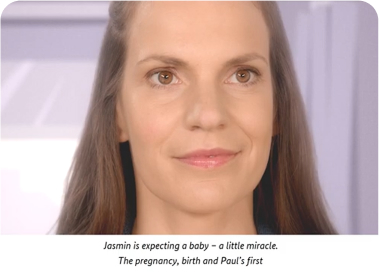 Jasmin is expecting a baby – a little miracle.
The pregnancy, birth and Paul's first